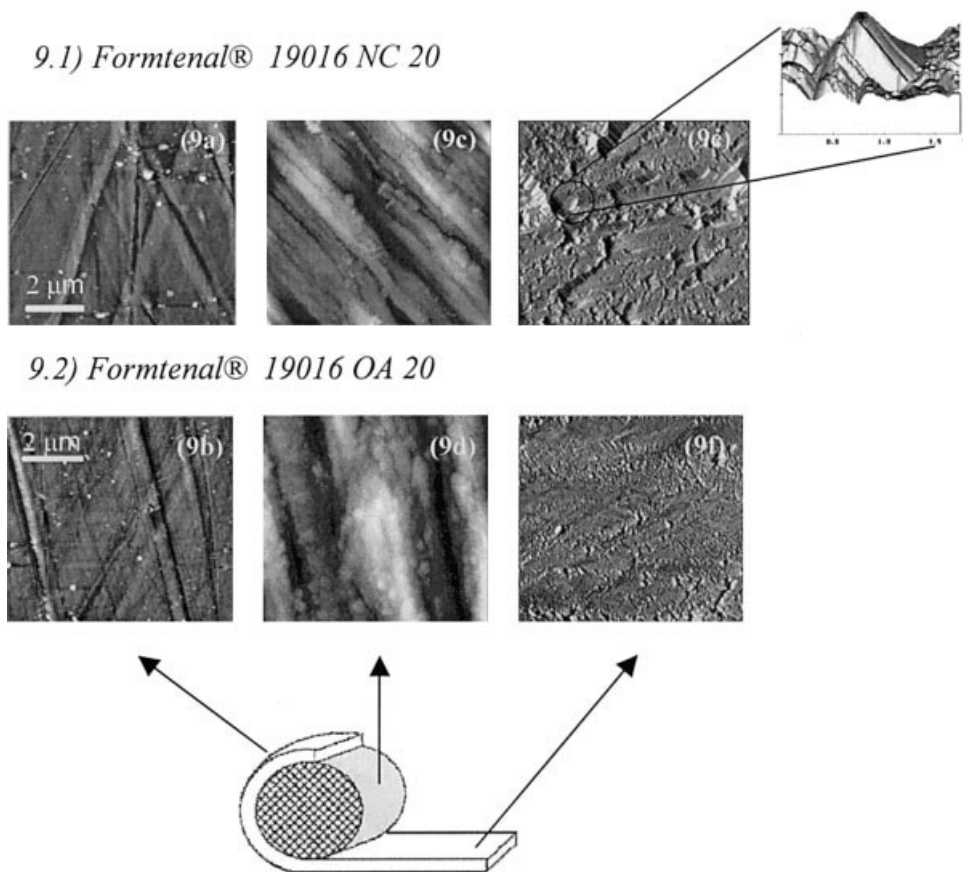 9.1) Formtenal® 19016 NC 20
(9a)
(9c)
(9e)
0.5 1.0 1.5
2 μm
9.2) Formtenal® 19016 OA 20
2 μm
(9b)
(9d)
(9f)